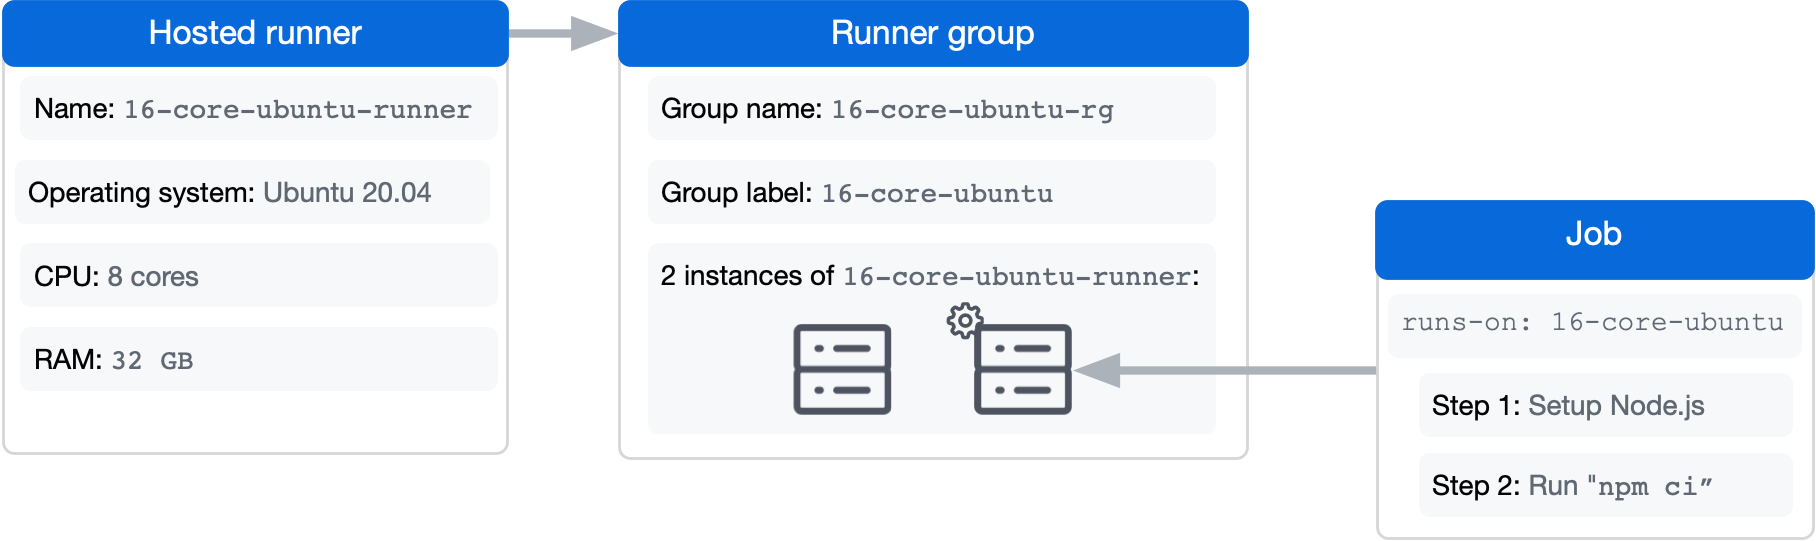 Hosted runner
Name: 16-core-ubuntu-runner
Operating system: Ubuntu 20.04
CPU: 8 cores
RAM: 32 GB
Runner group
Group name: 16-core-ubuntu-rg
Group label: 16-core-ubuntu
2 instances of 16-core-ubuntu-runner:
Job
runs-on: 16-core-ubuntu
Step 1: Setup Node.js
Step 2: Run "npm ci”